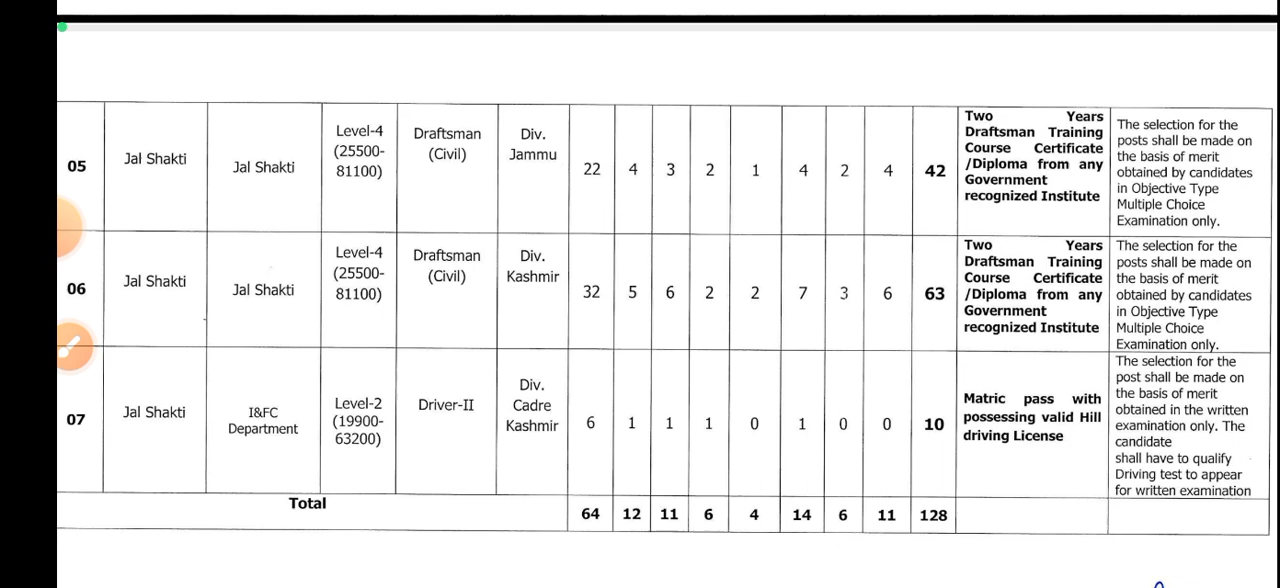 05
Jal Shakti
Jal Shakti
Level-4
(25500-
81100)
Draftsman
(Civil)
Div.
Jammu
22 4 3 2 1 4 2 4 42
Two Years
Draftsman Training
Course Certificate
/Diploma from any
Government
recognized Institute
The selection for the
posts shall be made on
the basis of merit
obtained by candidates
in Objective Type
Multiple Choice
Examination only.
06
Jal Shakti
Jal Shakti
Level-4
(25500-
81100)
Draftsman
(Civil)
Div.
Kashmir
32 5 6 2 2 7 3 6 63
Two Years
Draftsman Training
Course Certificate
/Diploma from any
Government
recognized Institute
The selection for the
posts shall be made on
the basis of merit
obtained by candidates
in Objective Type
Multiple Choice
Examination only.
07
Jal Shakti
I&FC
Department
Level-2
(19900-
63200)
Driver-II
Div.
Cadre
Kashmir
6 1 1 1 0 1 0 0 10
Matric pass with
possessing valid Hill
driving License
The selection for the
post shall be made on
the basis of merit
obtained in the written
examination only. The
candidate
shall have to qualify
Driving test to appear
for written examination
Total
64 12 11 6 4 14 6 11 128